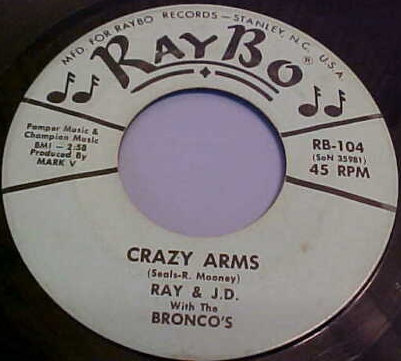 MFD. FOR RAYBO RECORDS — STANLEY, N.C. U.S.A.
RAYBO®
Pamper Music &
Champion Music
BMI — 2:58
Produced By
MARK V
RB-104
(SoN 35981)
45 RPM
CRAZY ARMS
(Seals-R. Mooney)
RAY & J.D.
With The
BRONCO'S